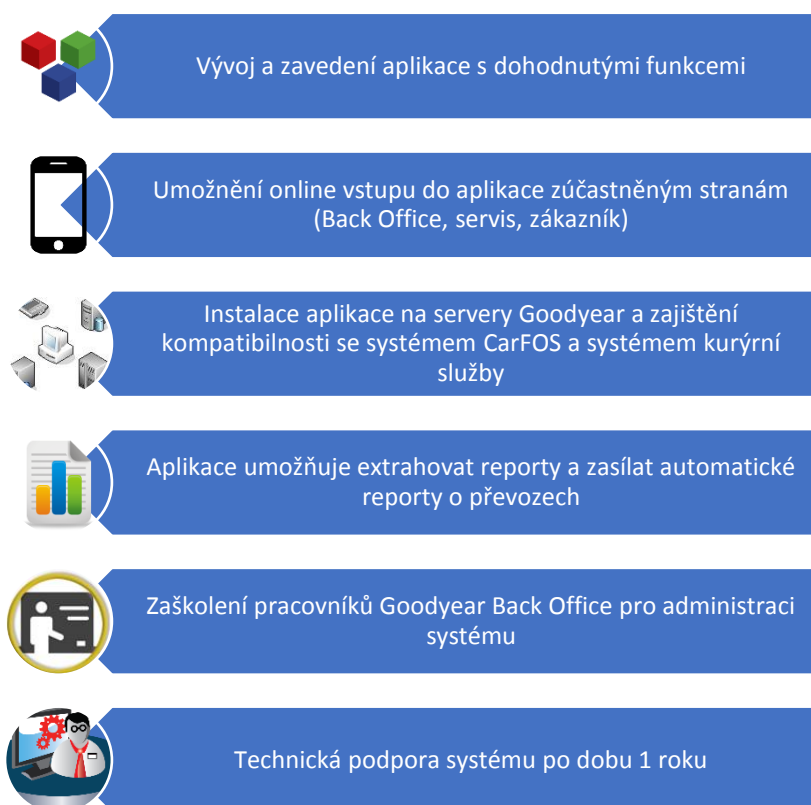 Vývoj a zavedení aplikace s dohodnutými funkcemi
Umožnění online vstupu do aplikace zúčastněným stranám
(Back Office, servis, zákazník)
Instalace aplikace na servery Goodyear a zajištění
kompatibilnosti se systémem CarFOS a systémem kurýrní
služby
Aplikace umožňuje extrahovat reporty a zasílat automatické
reporty o převozech
Zaškolení pracovníků Goodyear Back Office pro administraci
systému
Technická podpora systému po dobu 1 roku